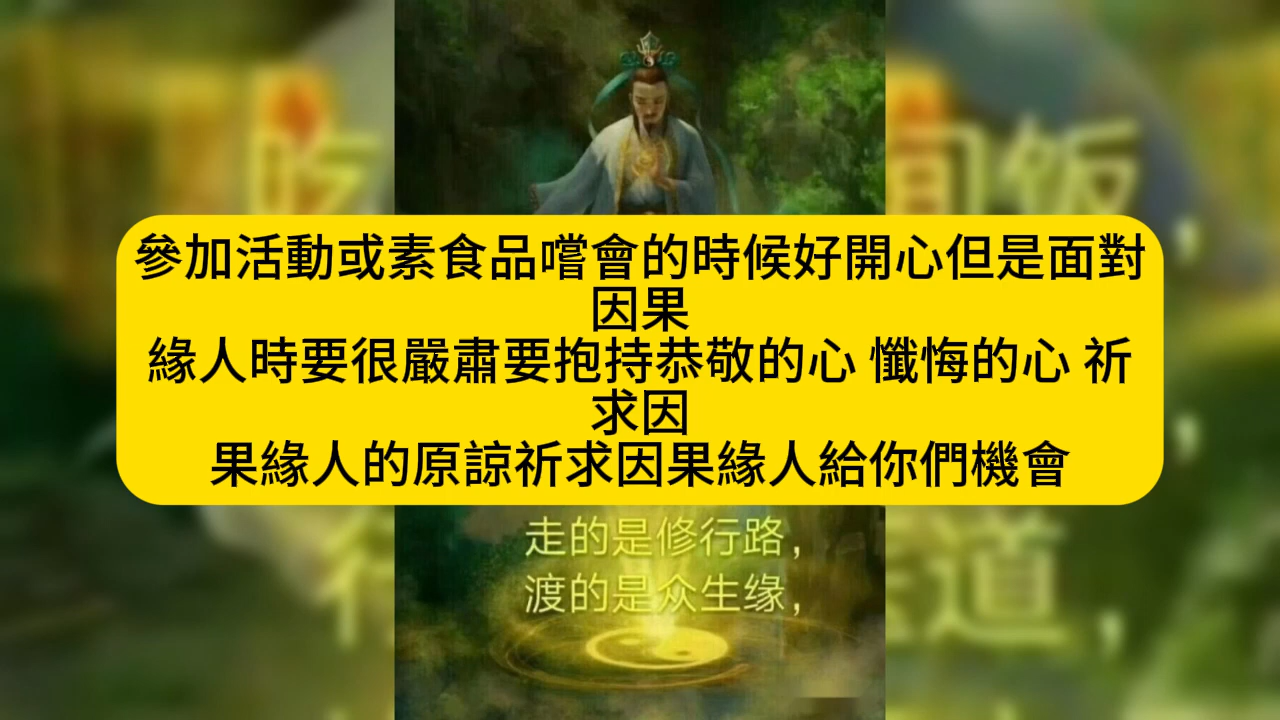 參加活動或素食品嚐會的時候好開心但是面對
因果
緣人時要很嚴肅要抱持恭敬的心 懺悔的心 祈
求因
果緣人的原諒祈求因果緣人給你們機會
走的是修行路，
渡的是众生缘，